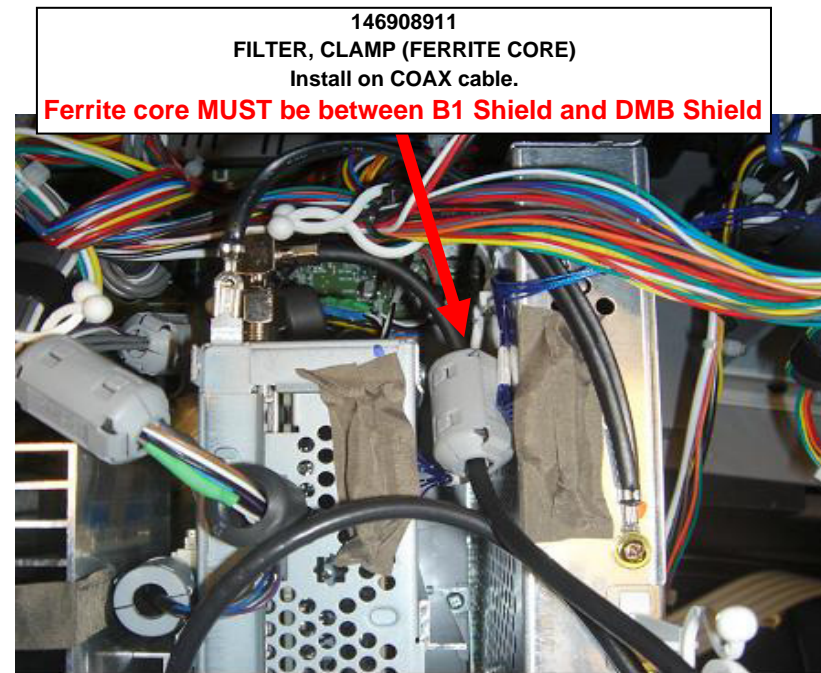 146908911
FILTER, CLAMP (FERRITE CORE)
Install on COAX cable.
Ferrite core MUST be between B1 Shield and DMB Shield